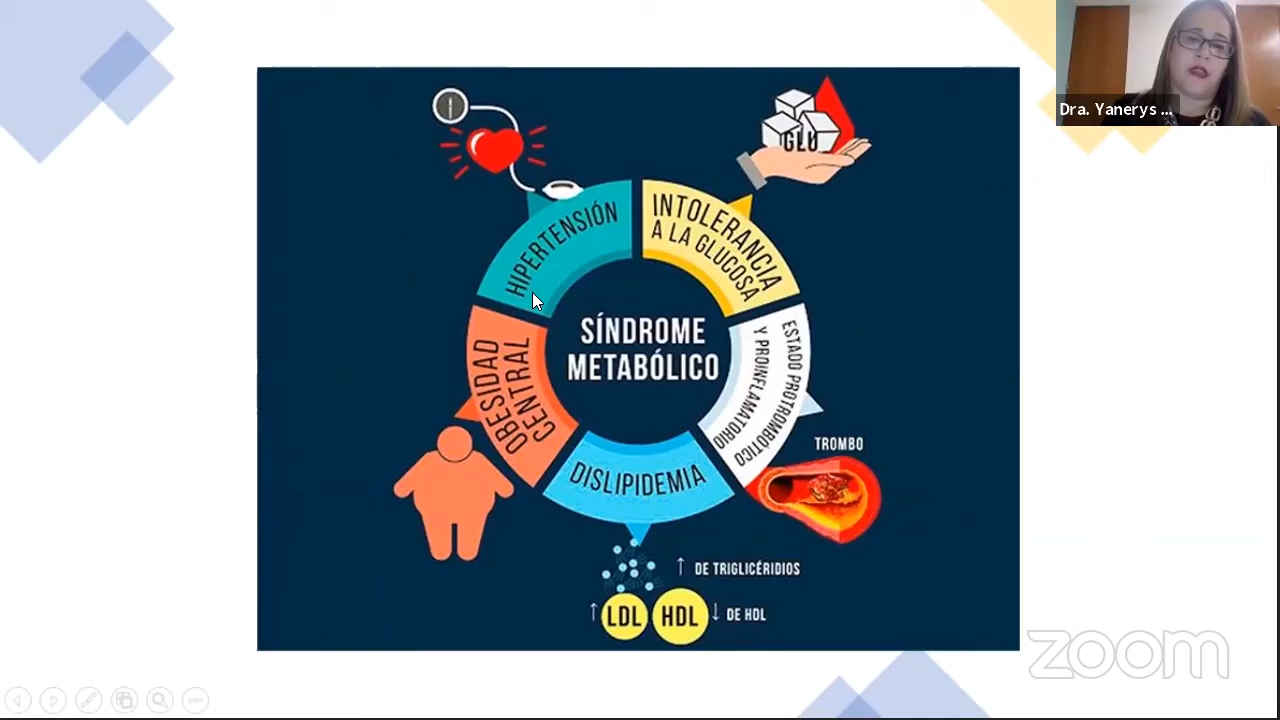 Dra. Yanerys ...
GLU
HIPERTENSIÓN
INTOLERANCIA
A LA GLUCOSA
SÍNDROME
METABÓLICO
OBESIDAD
CENTRAL
ESTADO PROTROMBÓTICO
Y PROINFLAMATORIO
TROMBO
DISLIPIDEMIA
↑ DE TRIGLICÉRIDIOS
↑ LDL HDL ↓ DE HDL
zoom